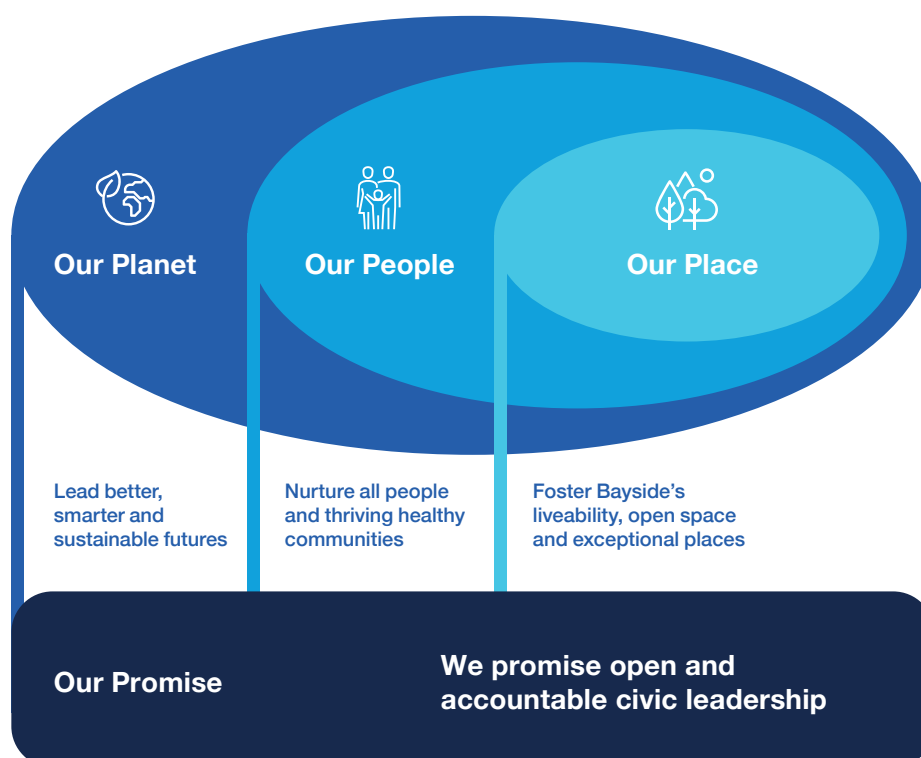 Our Planet
Our People
Our Place
Lead better,
smarter and
sustainable futures
Nurture all people
and thriving healthy
communities
Foster Bayside’s
liveability, open space
and exceptional places
Our Promise
We promise open and
accountable civic leadership